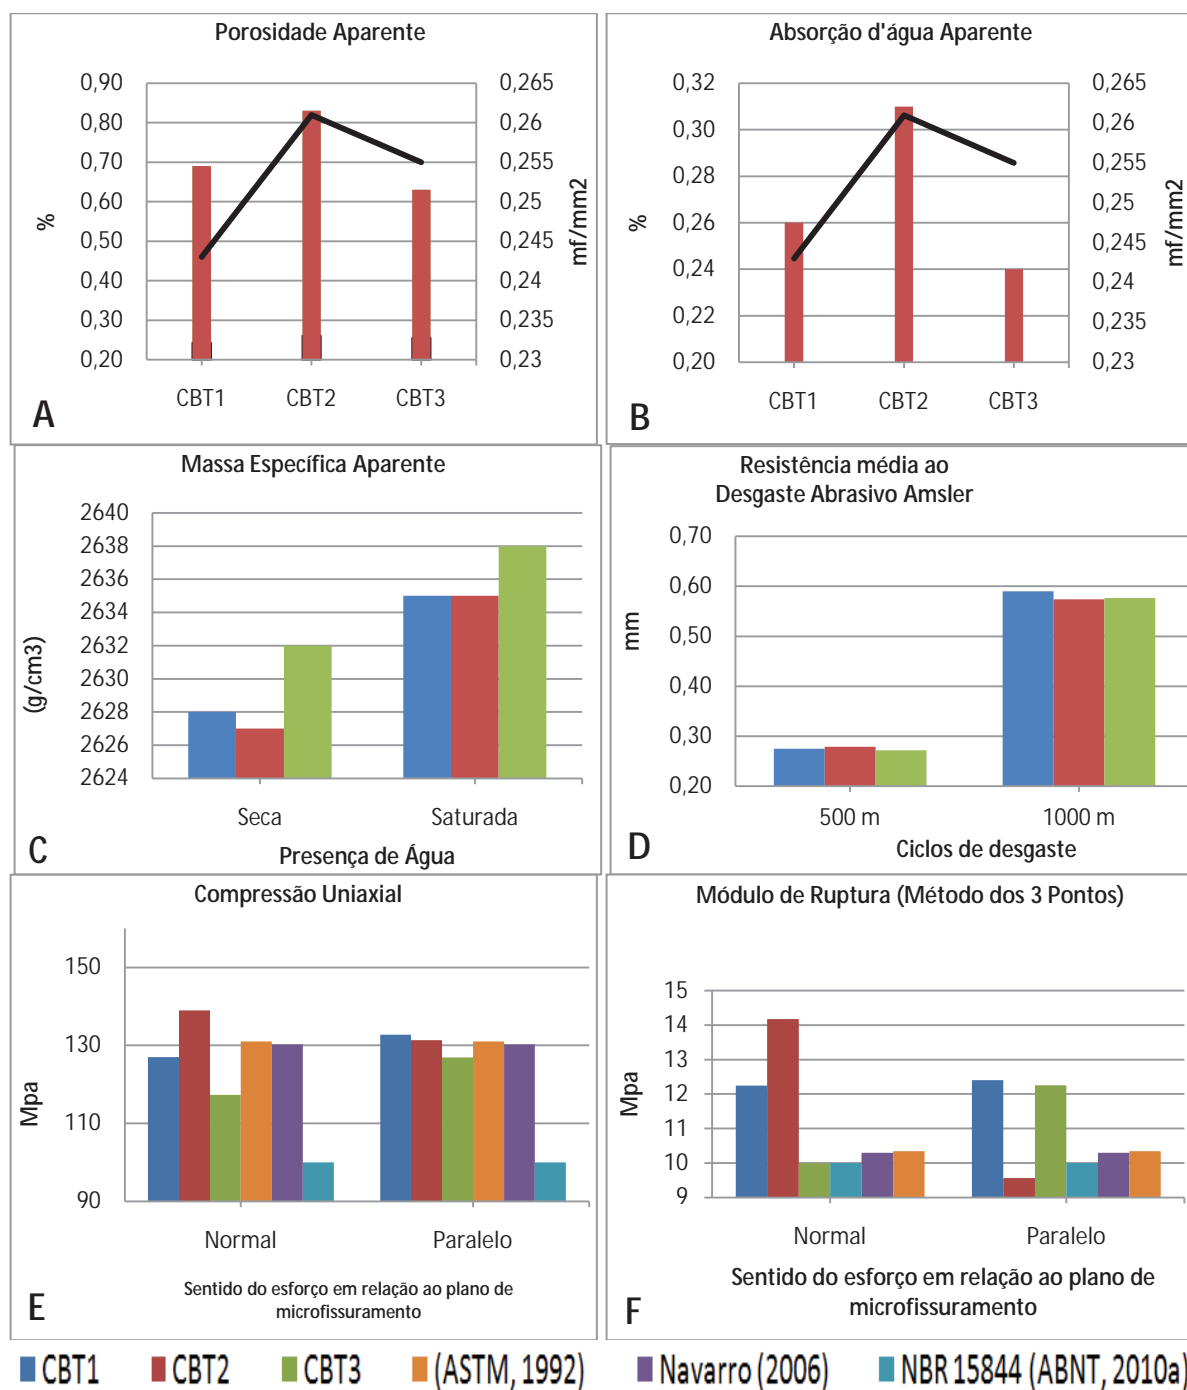 Porosidade Aparente
0,90
0,80
0,70
0,60
0,50
0,40
0,30
0,20
%
0,265
0,26
0,255
0,25
0,245
0,24
0,235
0,23
mf/mm2
CBT1 CBT2 CBT3
A
Absorção d'água Aparente
0,32
0,30
0,28
0,26
0,24
0,22
0,20
%
0,265
0,26
0,255
0,25
0,245
0,24
0,235
0,23
mf/mm2
CBT1 CBT2 CBT3
B
Massa Específica Aparente
2640
2638
2636
2634
2632
2630
2628
2626
2624
(g/cm3)
Seca Saturada
Presença de Água
C
Resistência média ao
Desgaste Abrasivo Amsler
0,70
0,60
0,50
0,40
0,30
0,20
mm
500 m 1000 m
Ciclos de desgaste
D
Compressão Uniaxial
150
130
110
90
Mpa
Normal Paralelo
Sentido do esforço em relação ao plano de
microfissuramento
E
Módulo de Ruptura (Método dos 3 Pontos)
15
14
13
12
11
10
9
Mpa
Normal Paralelo
Sentido do esforço em relação ao plano de
microfissuramento
F
CBT1 CBT2 CBT3 (ASTM, 1992) Navarro (2006) NBR 15844 (ABNT, 2010a)